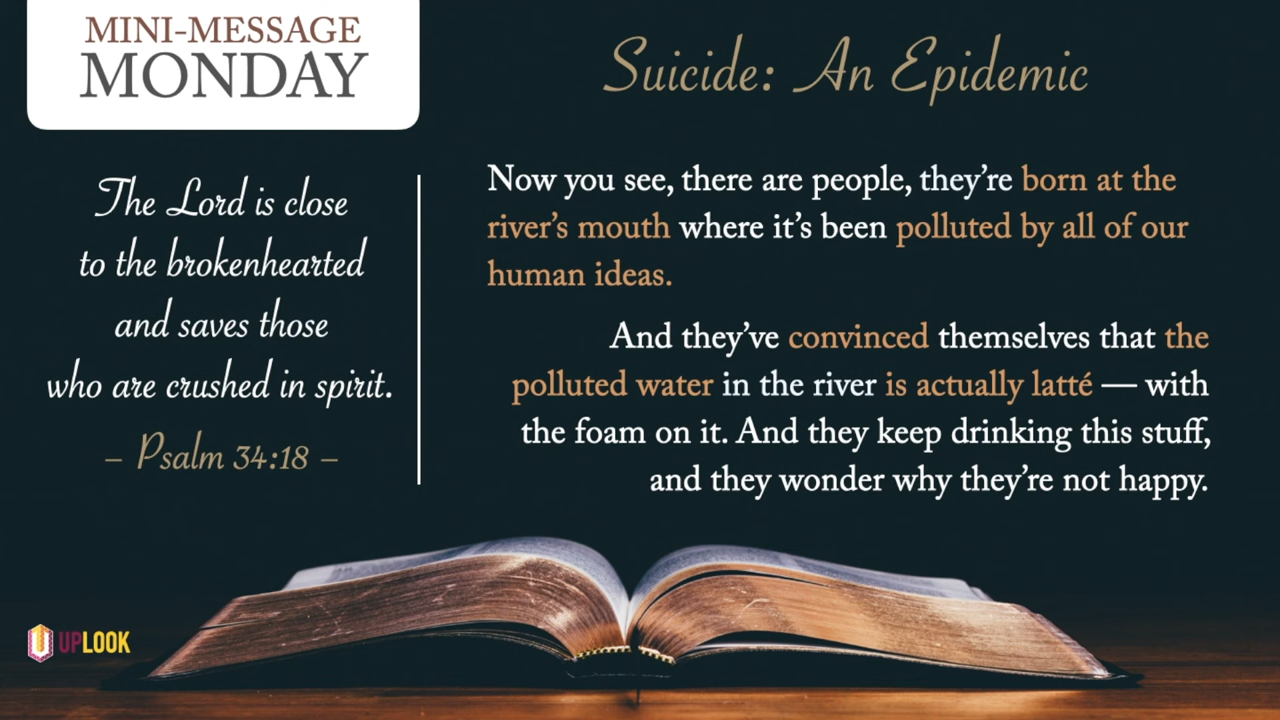 MINI-MESSAGE
MONDAY
Suicide: An Epidemic
The Lord is close
to the brokenhearted
and saves those
who are crushed in spirit.
– Psalm 34:18 –
Now you see, there are people, they’re born at the
river’s mouth where it’s been polluted by all of our
human ideas.
And they’ve convinced themselves that the
polluted water in the river is actually latté — with
the foam on it. And they keep drinking this stuff,
and they wonder why they’re not happy.
UPLOOK